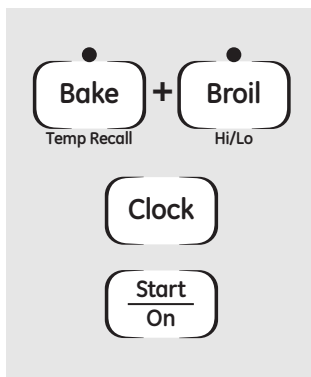 Bake + Broil
Temp Recall Hi/Lo
Clock
Start
On